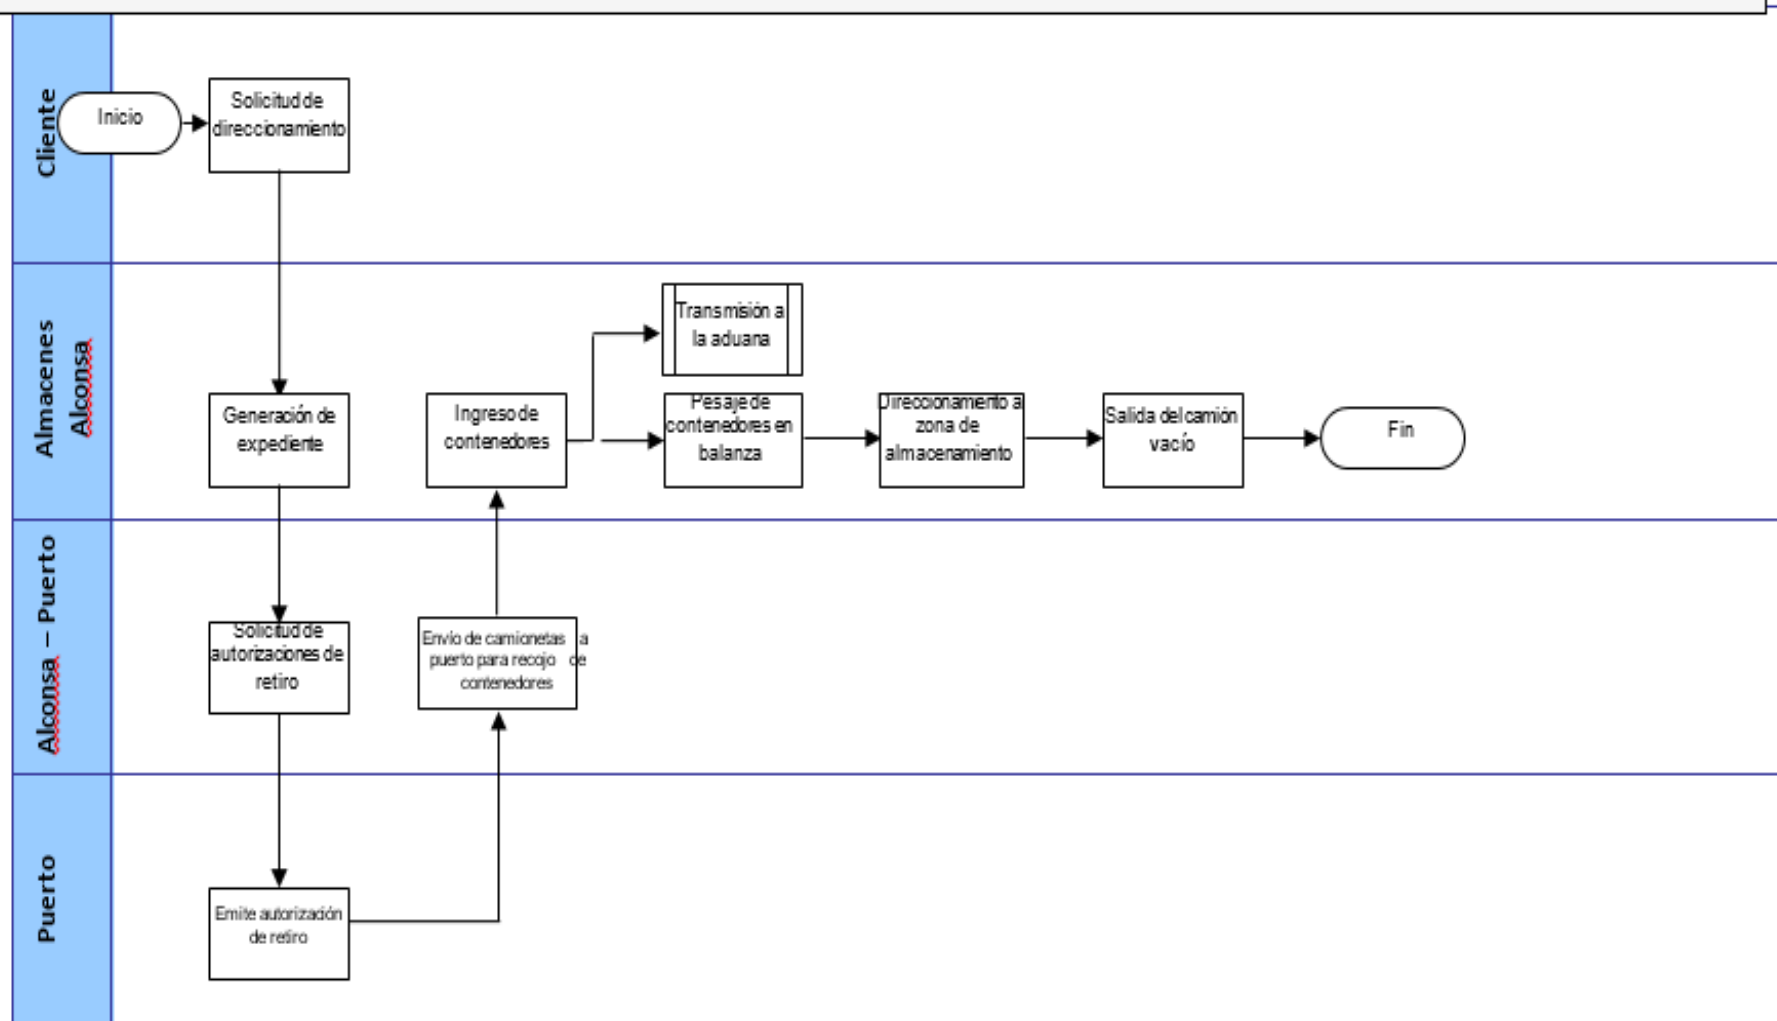 Cliente
Inicio
Solicitud de
direccionamiento
Almacenes
Alconsa
Transmisión a
la aduana
Generación de
expediente
Ingreso de
contenedores
Pesaje de
contenedores en
balanza
Direccionamiento a
zona de
almacenamiento
Salida del camión
vacío
Fin
Alconsa – Puerto
Solicitud de
autorizaciones de
retiro
Envío de camionetas a
puerto para recojo de
contenedores
Puerto
Emite autorización
de retiro